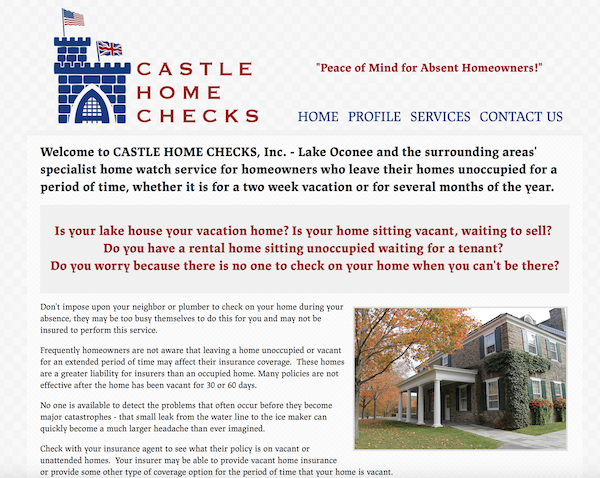 CASTLE
HOME
CHECKS
"Peace of Mind for Absent Homeowners!"
HOME PROFILE SERVICES CONTACT US
Welcome to CASTLE HOME CHECKS, Inc. - Lake Oconee and the surrounding areas'
specialist home watch service for homeowners who leave their homes unoccupied for a
period of time, whether it is for a two week vacation or for several months of the year.
Is your lake house your vacation home? Is your home sitting vacant, waiting to sell?
Do you have a rental home sitting unoccupied waiting for a tenant?
Do you worry because there is no one to check on your home when you can't be there?
Don't impose upon your neighbor or plumber to check on your home during your
absence, they may be too busy themselves to do this for you and may not be
insured to perform this service.
Frequently homeowners are not aware that leaving a home unoccupied or vacant
for an extended period of time may affect their insurance coverage. These homes
are a greater liability for insurers than an occupied home. Many policies are not
effective after the home has been vacant for 30 or 60 days.
No one is available to detect the problems that often occur before they become
major catastrophes - that small leak from the water line to the ice maker can
quickly become a much larger headache than ever imagined.
Check with your insurance agent to see what their policy is on vacant or
unattended homes. Your insurer may be able to provide vacant home insurance
or provide some other type of coverage option for the period of time that your home is vacant.